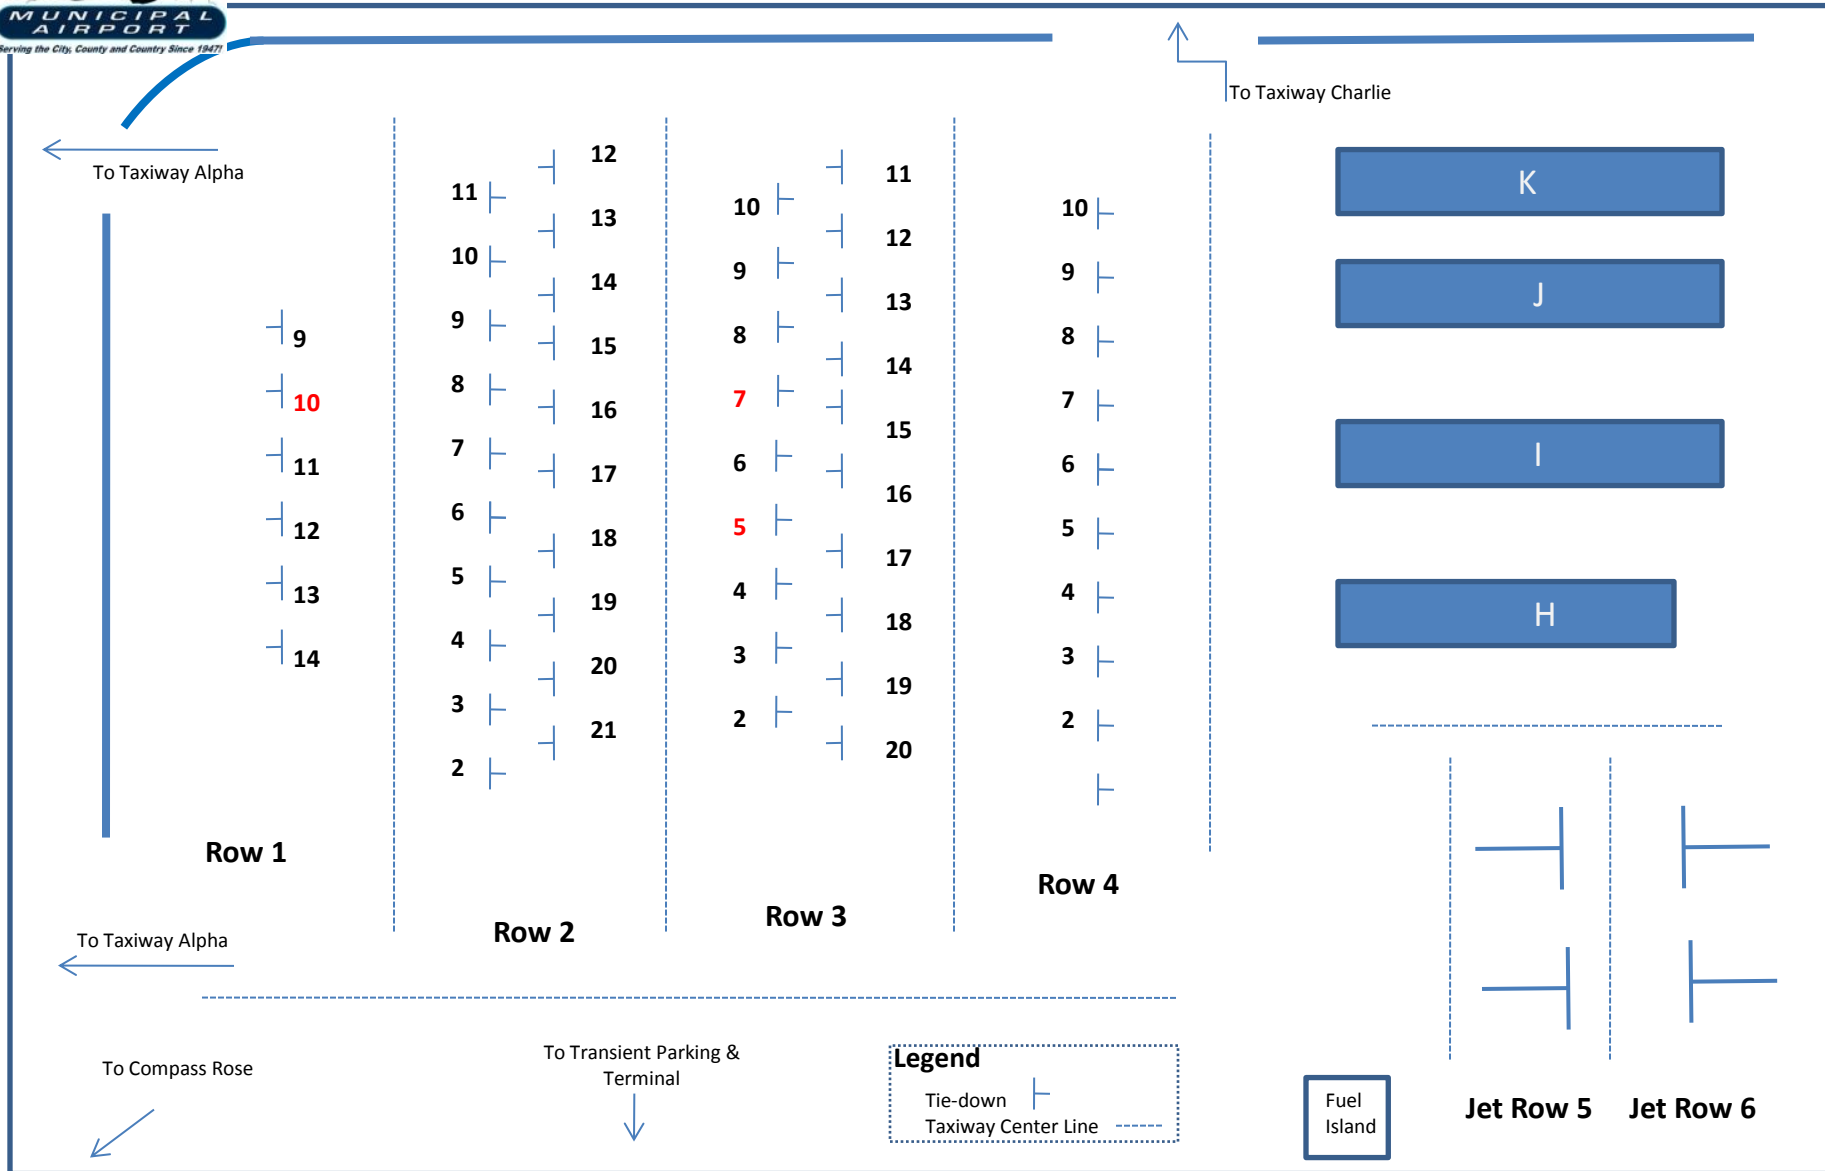 MUNICIPAL
AIRPORT
Serving the City, County and Country Since 1947!
To Taxiway Charlie
To Taxiway Alpha
9
10
11
12
13
14
Row 1
11
10
9
8
7
6
5
4
3
2
12
13
14
15
16
17
18
19
20
21
Row 2
10
9
8
7
6
5
4
3
2
11
12
13
14
15
16
17
18
19
20
Row 3
10
9
8
7
6
5
4
3
2
Row 4
K
J
I
H
To Taxiway Alpha
To Compass Rose
To Transient Parking &
Terminal
Legend
Tie-down
Taxiway Center Line
Fuel
Island
Jet Row 5
Jet Row 6